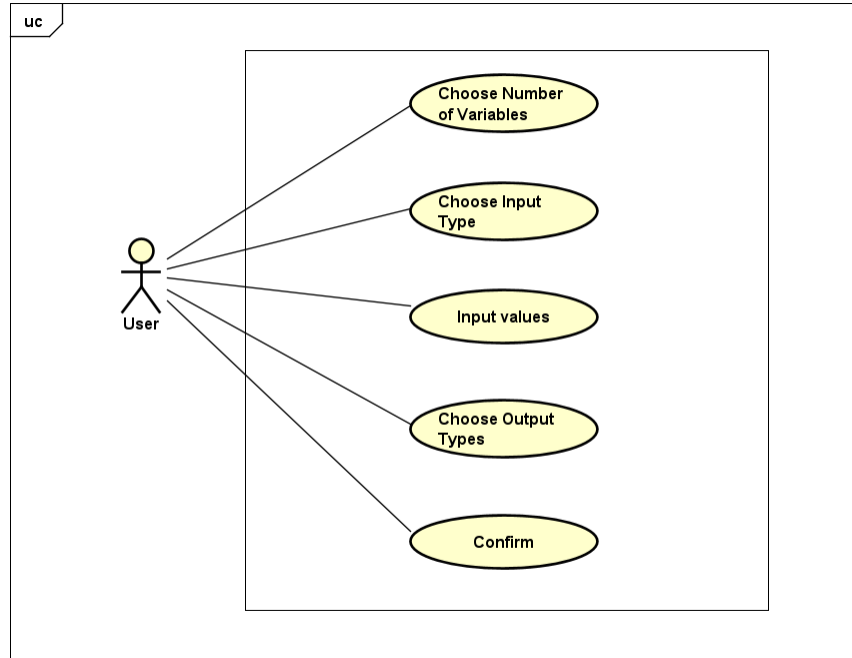 uc
Choose Number
of Variables
Choose Input
Type
User
Input values
Choose Output
Types
Confirm